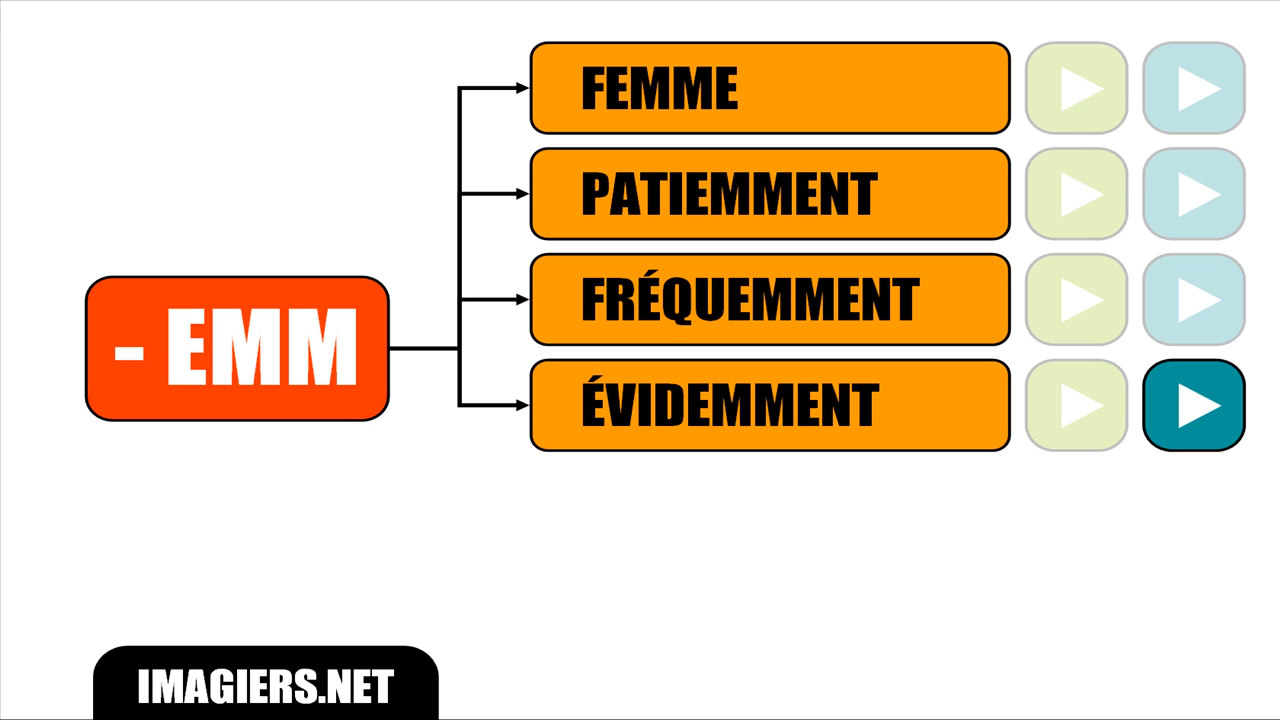 FEMME
PATIEMMENT
FRÉQUEMMENT
- EMM
ÉVIDEMMENT
IMAGIERS.NET